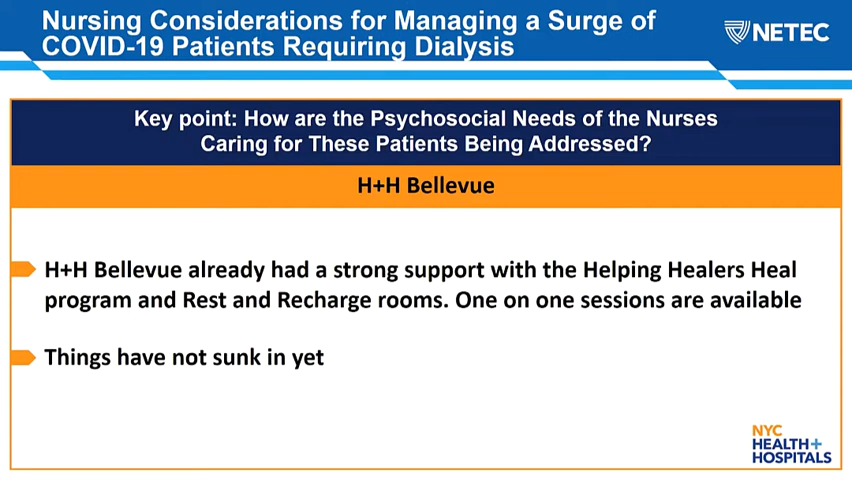 Nursing Considerations for Managing a Surge of
COVID-19 Patients Requiring Dialysis
NETEC
Key point: How are the Psychosocial Needs of the Nurses
Caring for These Patients Being Addressed?
H+H Bellevue
H+H Bellevue already had a strong support with the Helping Healers Heal
program and Rest and Recharge rooms. One on one sessions are available
Things have not sunk in yet
NYC
HEALTH+
HOSPITALS